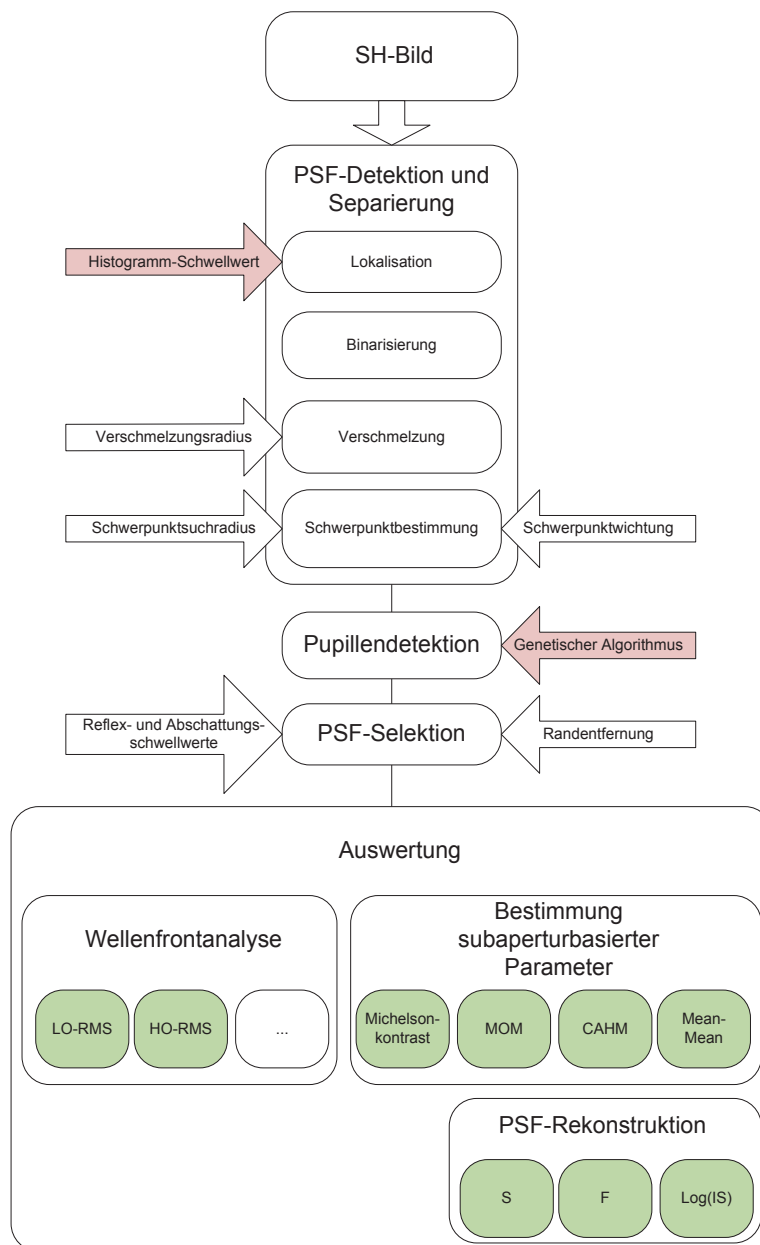 SH-Bild
PSF-Detektion und
Separierung
Histogramm-Schwellwert
Lokalisation
Binarisierung
Verschmelzungsradius
Verschmelzung
Schwerpunktsuchradius
Schwerpunktbestimmung
Schwerpunktwichtung
Pupillendetektion
Genetischer Algorithmus
Reflex- und Abschattungs-
schwellwerte
PSF-Selektion
Randentfernung
Auswertung
Wellenfrontanalyse
LO-RMS
HO-RMS
...
Bestimmung
subaperturbasierter
Parameter
Michelson-
kontrast
MOM
CAHM
Mean-
Mean
PSF-Rekonstruktion
S
F
Log(IS)